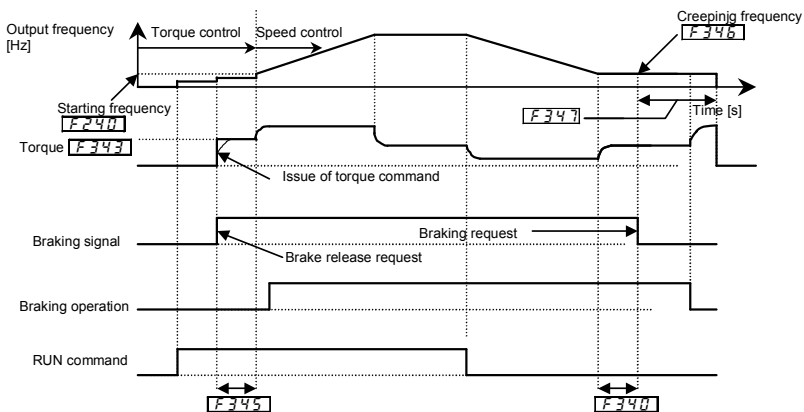 Creepinjg frequency
F346
Output frequency
[Hz]
Torque control
Speed control
Starting frequency
F240
F347
Time [s]
Torque F343
Issue of torque command
Braking signal
Braking request
Brake release request
Braking operation
RUN command
F345
F340